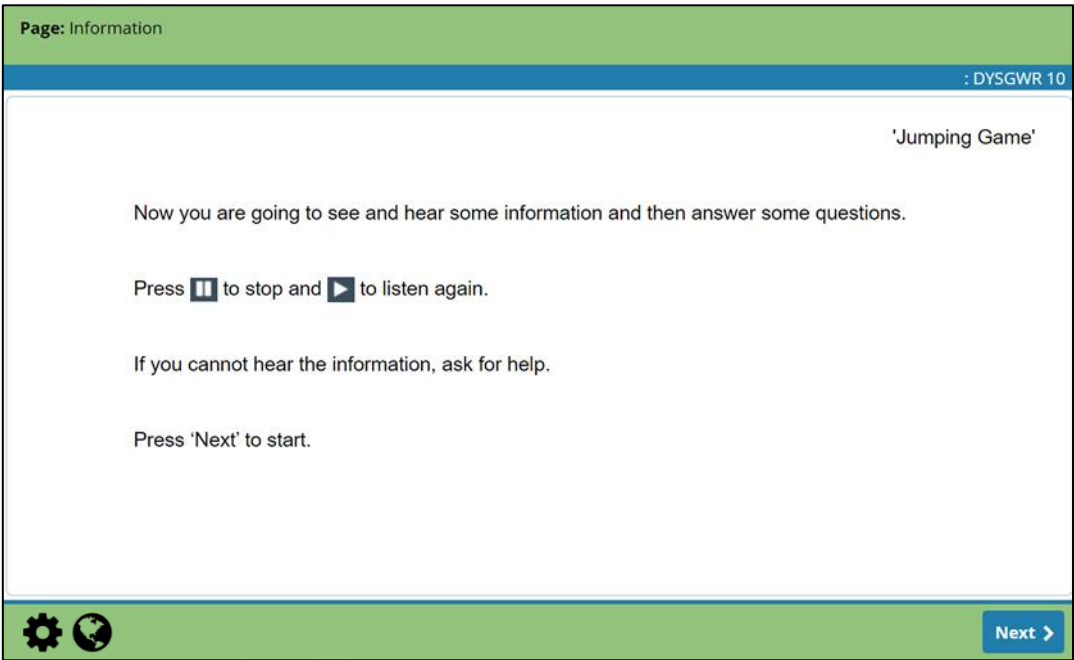 Page: Information
: DYSGWR 10
'Jumping Game'
Now you are going to see and hear some information and then answer some questions.
Press to stop and to listen again.
If you cannot hear the information, ask for help.
Press ‘Next’ to start.
Next